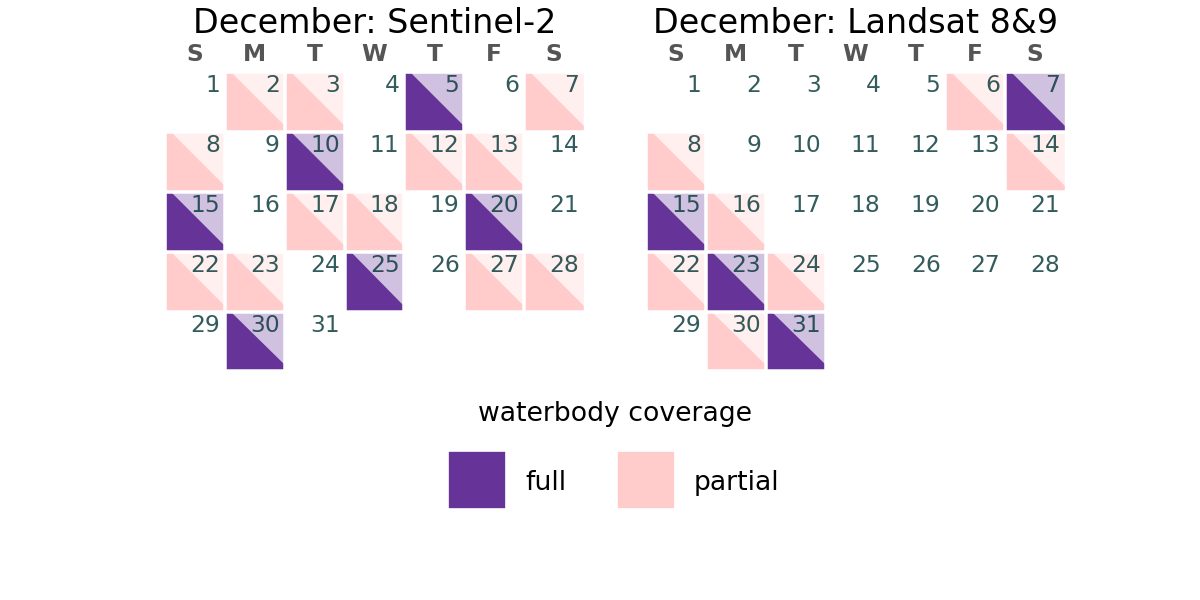 December: Sentinel-2
S M T W T F S
1 2 3 4 5 6 7
8 9 10 11 12 13 14
15 16 17 18 19 20 21
22 23 24 25 26 27 28
29 30 31
December: Landsat 8&9
S M T W T F S
1 2 3 4 5 6 7
8 9 10 11 12 13 14
15 16 17 18 19 20 21
22 23 24 25 26 27 28
29 30 31
waterbody coverage
full partial